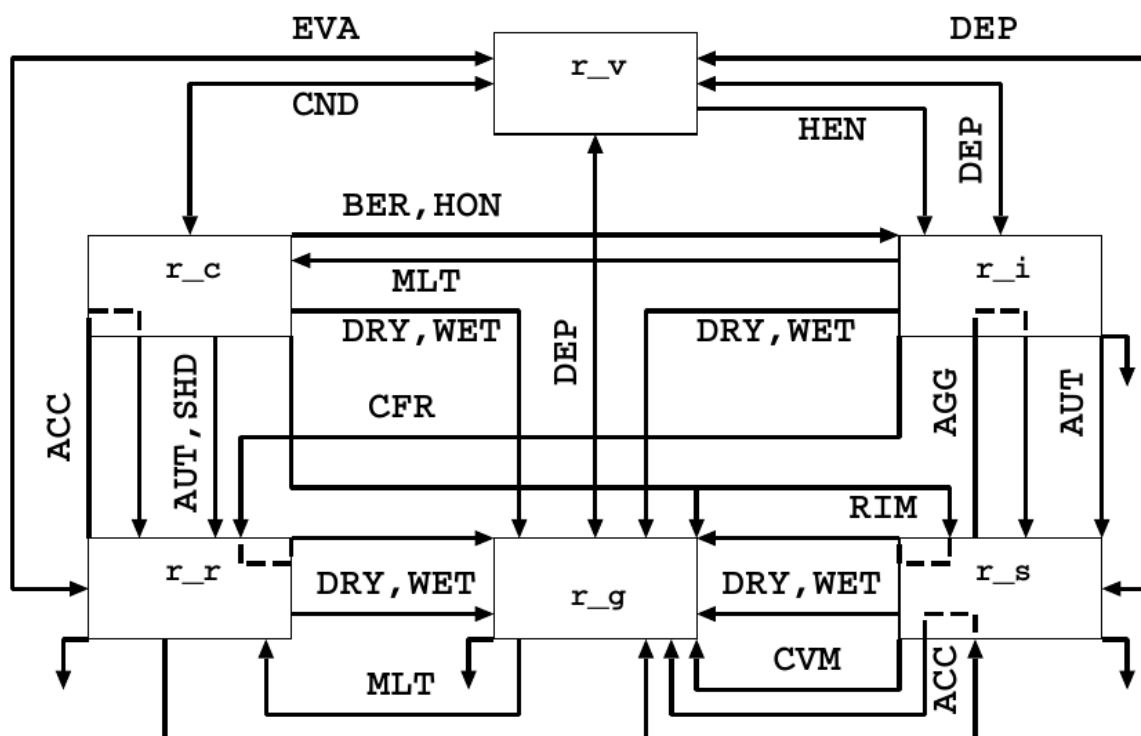 EVA
DEP
r_v
CND
HEN
DEP
BER,HON
r_c
r_i
MLT
DRY,WET
DRY,WET
DEP
ACC
AUT,SHD
CFR
AGG
AUT
RIM
r_r
DRY,WET
r_g
DRY,WET
r_s
MLT
CVM
ACC